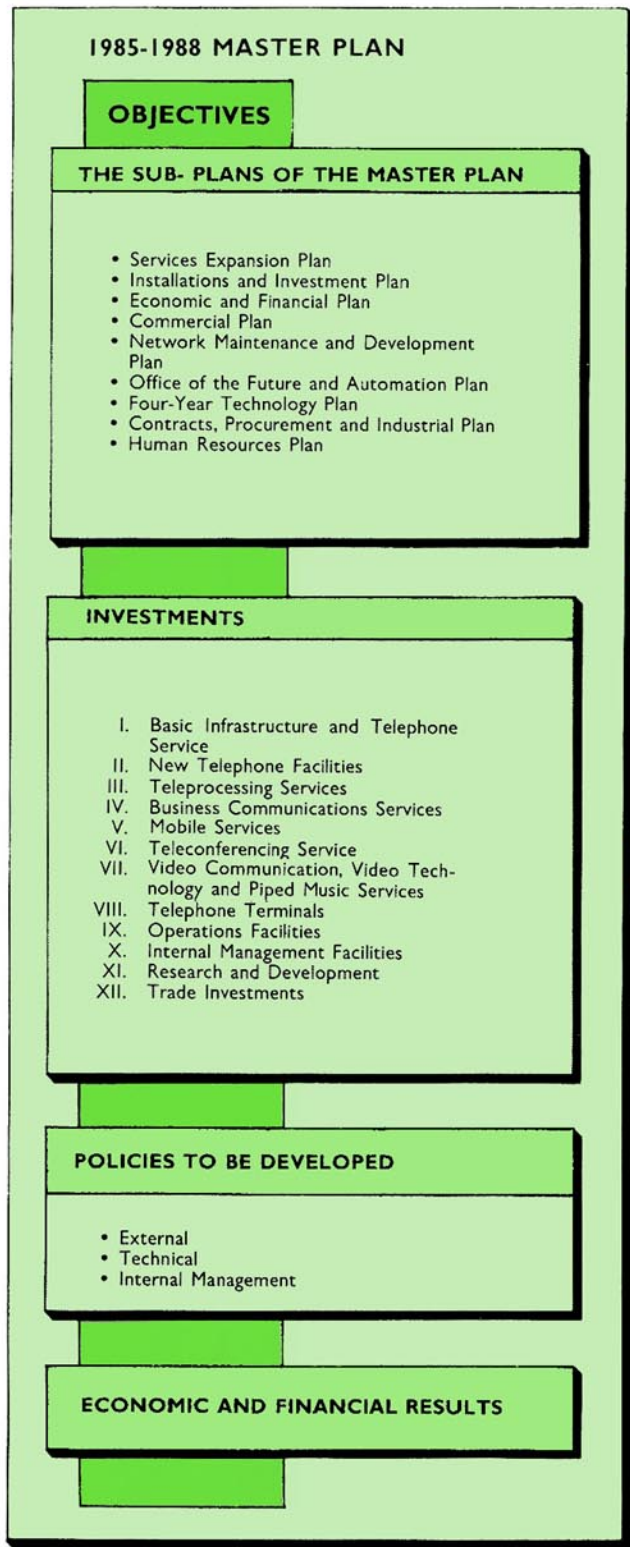 1985-1988 MASTER PLAN
OBJECTIVES
THE SUB- PLANS OF THE MASTER PLAN
• Services Expansion Plan
• Installations and Investment Plan
• Economic and Financial Plan
• Commercial Plan
• Network Maintenance and Development
Plan
• Office of the Future and Automation Plan
• Four-Year Technology Plan
• Contracts, Procurement and Industrial Plan
• Human Resources Plan
INVESTMENTS
I. Basic Infrastructure and Telephone
Service
II. New Telephone Facilities
III. Teleprocessing Services
IV. Business Communications Services
V. Mobile Services
VI. Teleconferencing Service
VII. Video Communication, Video Tech-
nology and Piped Music Services
VIII. Telephone Terminals
IX. Operations Facilities
X. Internal Management Facilities
XI. Research and Development
XII. Trade Investments
POLICIES TO BE DEVELOPED
• External
• Technical
• Internal Management
ECONOMIC AND FINANCIAL RESULTS